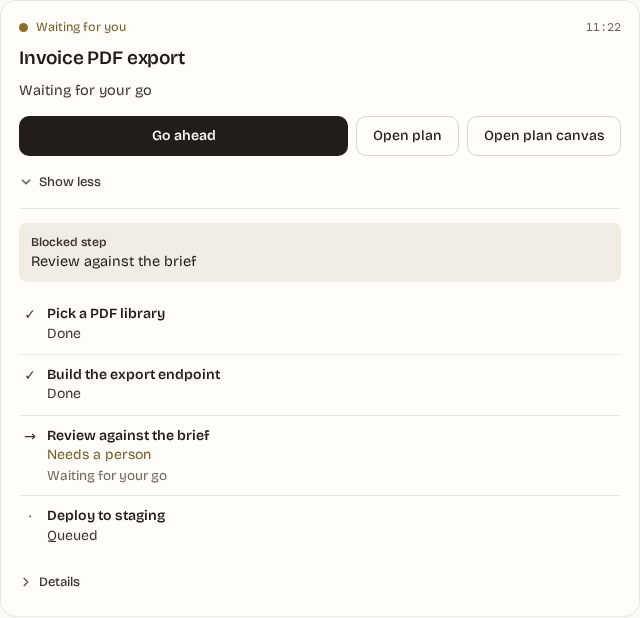 Waiting for you
11:22
Invoice PDF export
Waiting for your go
Go ahead
Open plan
Open plan canvas
Show less
Blocked step
Review against the brief
✓ Pick a PDF library
Done
✓ Build the export endpoint
Done
→ Review against the brief
Needs a person
Waiting for your go
· Deploy to staging
Queued
Details